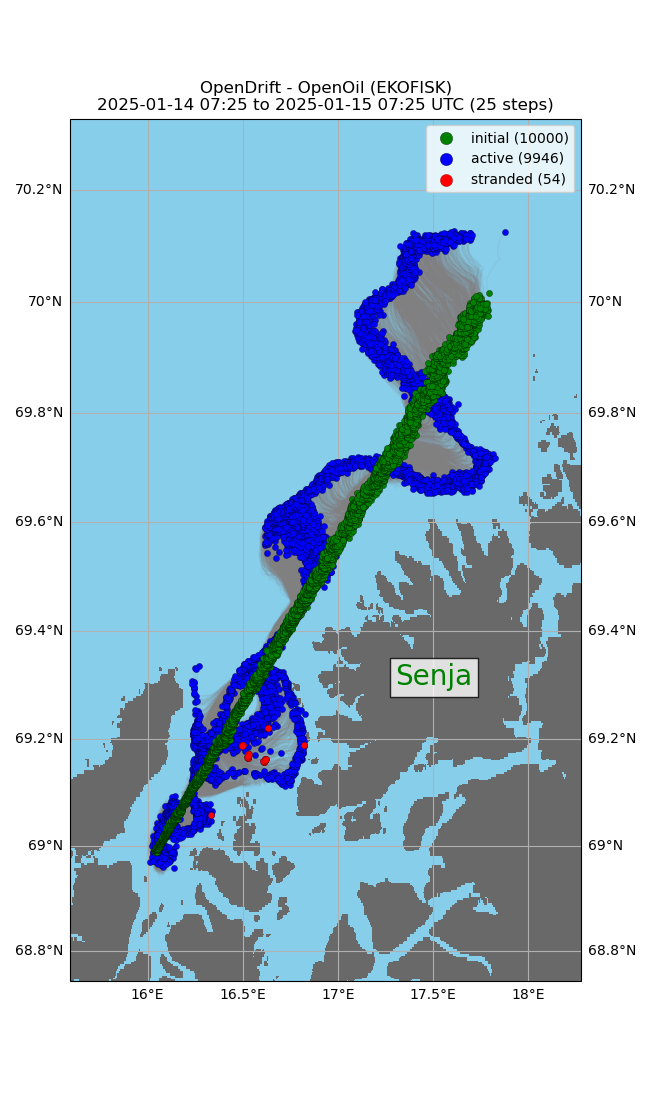 OpenDrift - OpenOil (EKOFISK)
2025-01-14 07:25 to 2025-01-15 07:25 UTC (25 steps)
initial (10000)
active (9946)
stranded (54)
70.2°N 70.2°N
70°N 70°N
69.8°N 69.8°N
69.6°N 69.6°N
69.4°N 69.4°N
Senja
69.2°N 69.2°N
69°N 69°N
68.8°N 68.8°N
16°E 16.5°E 17°E 17.5°E 18°E